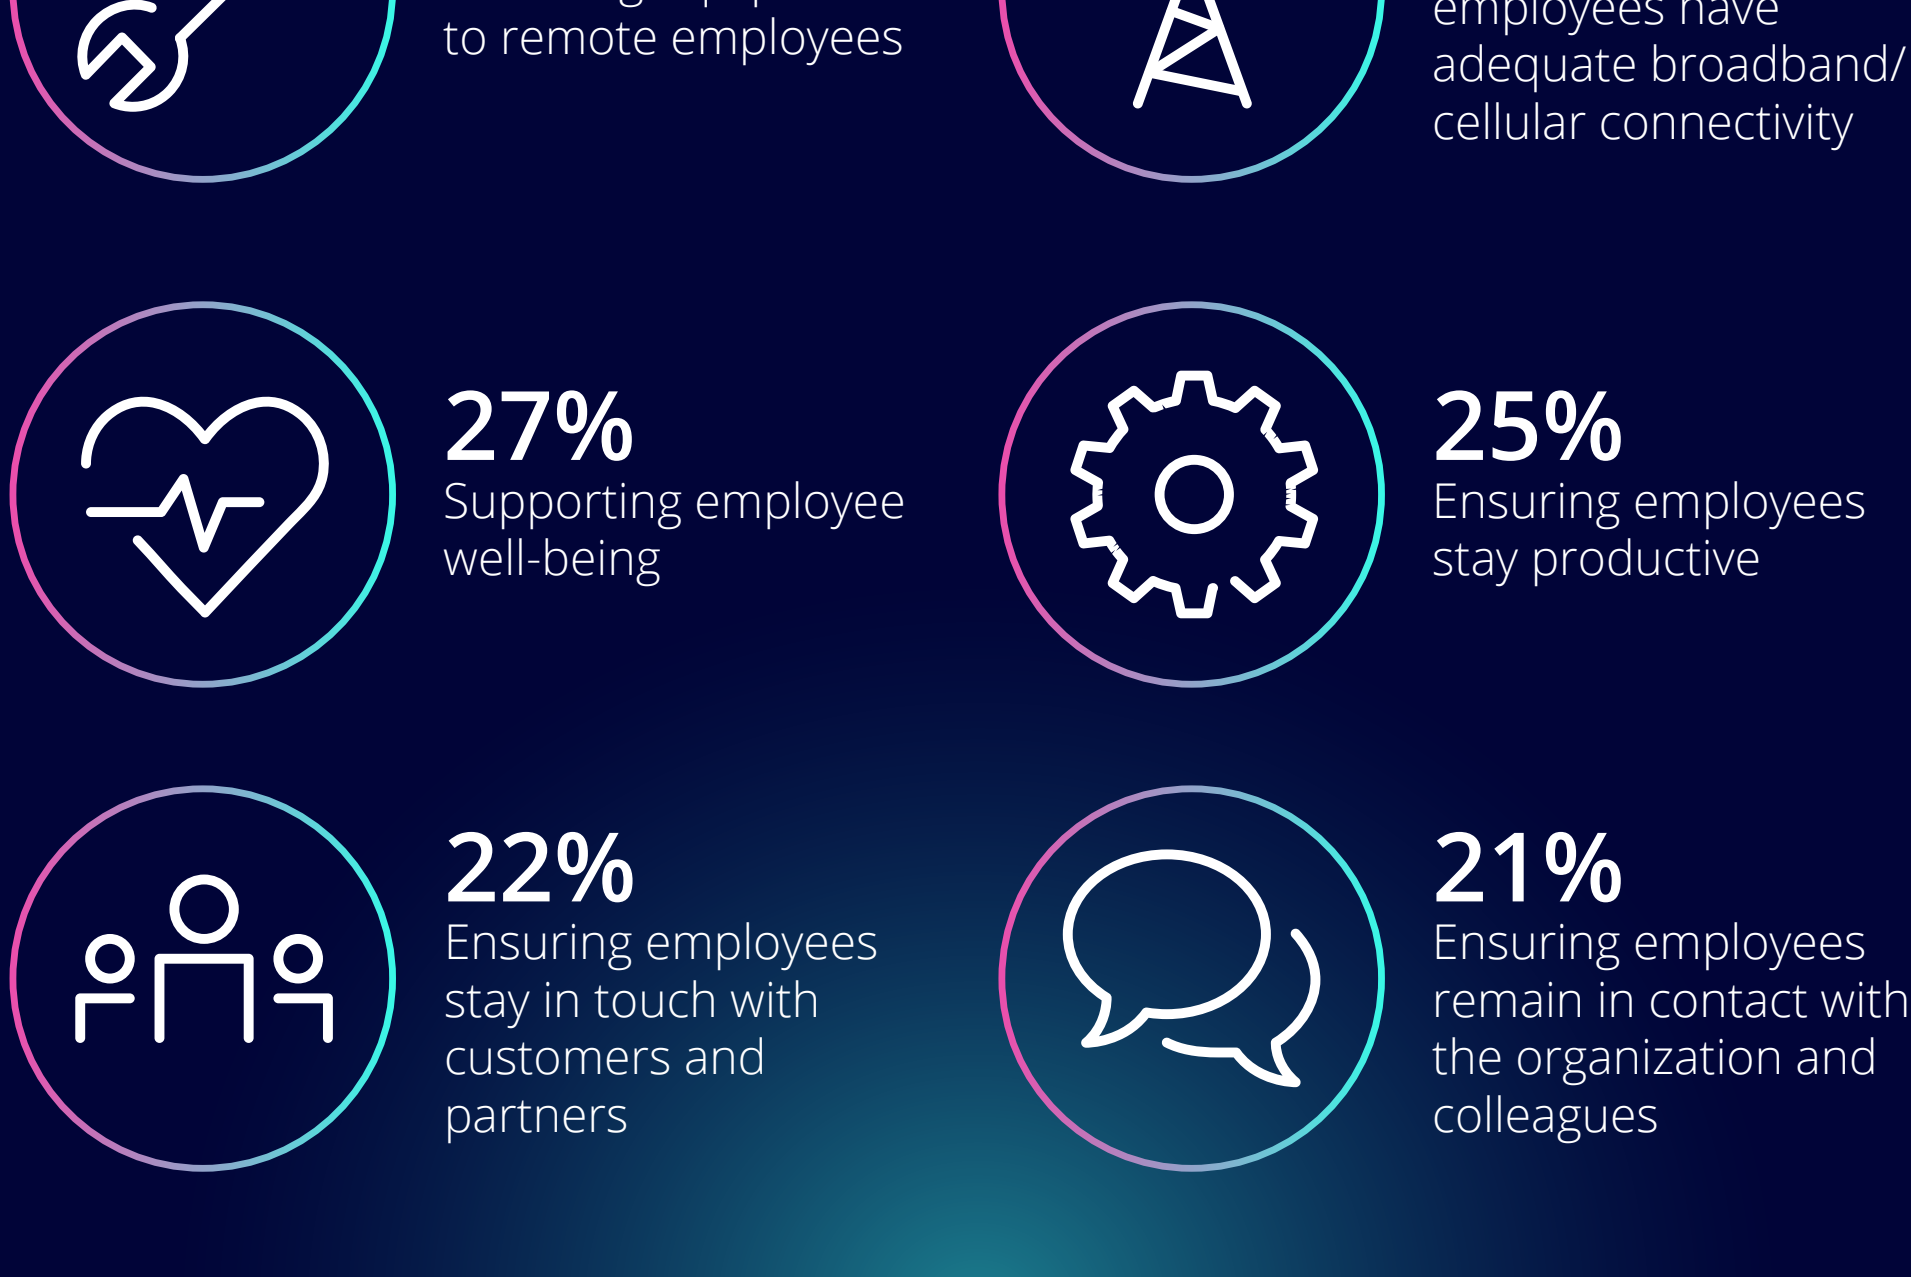 to remote employees
employees have
adequate broadband/
cellular connectivity
27%
Supporting employee
well-being
25%
Ensuring employees
stay productive
22%
Ensuring employees
stay in touch with
customers and
partners
21%
Ensuring employees
remain in contact with
the organization and
colleagues